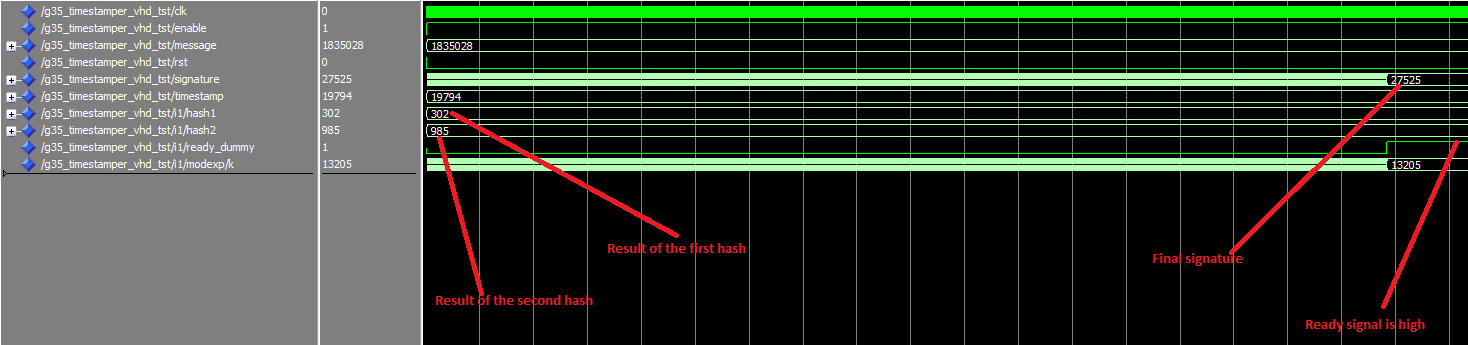 /g35_timestamper_vhd_tst/clk 0
/g35_timestamper_vhd_tst/enable 1
/g35_timestamper_vhd_tst/message 1835028 1835028
/g35_timestamper_vhd_tst/rst 0
/g35_timestamper_vhd_tst/signature 27525 27525
/g35_timestamper_vhd_tst/timestamp 19794 19794
/g35_timestamper_vhd_tst/i1/hash1 302 302
/g35_timestamper_vhd_tst/i1/hash2 985 985
/g35_timestamper_vhd_tst/i1/ready_dummy 1
/g35_timestamper_vhd_tst/i1/modexp/k 13205 13205
Result of the first hash
Final signature
Result of the second hash
Ready signal is high